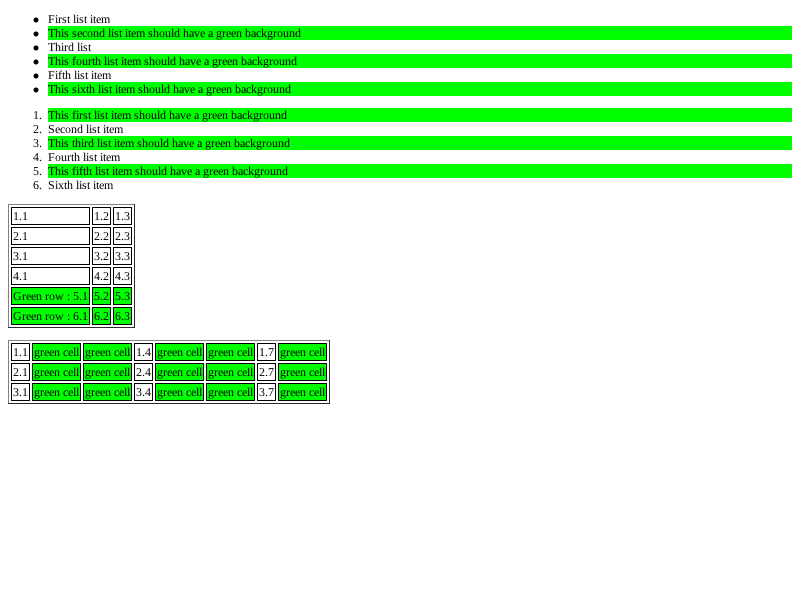 • First list item
• This second list item should have a green background
• Third list
• This fourth list item should have a green background
• Fifth list item
• This sixth list item should have a green background
1. This first list item should have a green background
2. Second list item
3. This third list item should have a green background
4. Fourth list item
5. This fifth list item should have a green background
6. Sixth list item
1.1 1.2 1.3
2.1 2.2 2.3
3.1 3.2 3.3
4.1 4.2 4.3
Green row : 5.1 5.2 5.3
Green row : 6.1 6.2 6.3
1.1 green cell green cell 1.4 green cell green cell 1.7 green cell
2.1 green cell green cell 2.4 green cell green cell 2.7 green cell
3.1 green cell green cell 3.4 green cell green cell 3.7 green cell